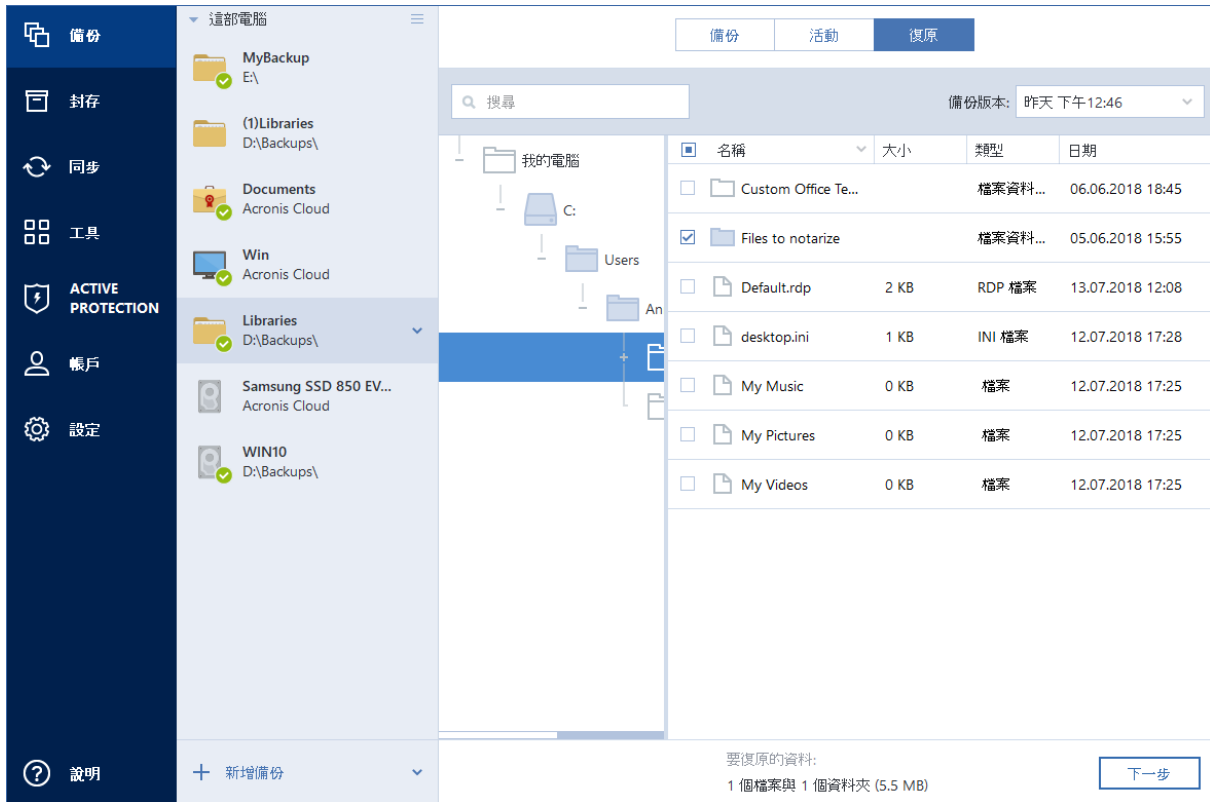 備份
封存
同步
工具
ACTIVE
PROTECTION
帳戶
設定
說明
這部電腦
MyBackup
E:\
(1)Libraries
D:\Backups\
Documents
Acronis Cloud
Win
Acronis Cloud
Libraries
D:\Backups\
Samsung SSD 850 EV...
Acronis Cloud
WIN10
D:\Backups\
新增備份
備份 活動 復原
搜尋
備份版本: 昨天 下午12:46
我的電腦
C:
Users
An
名稱 大小 類型 日期
Custom Office Te... 檔案資料... 06.06.2018 18:45
Files to notarize 檔案資料... 05.06.2018 15:55
Default.rdp 2 KB RDP 檔案 13.07.2018 12:08
desktop.ini 1 KB INI 檔案 12.07.2018 17:28
My Music 0 KB 檔案 12.07.2018 17:25
My Pictures 0 KB 檔案 12.07.2018 17:25
My Videos 0 KB 檔案 12.07.2018 17:25
要復原的資料:
1 個檔案與 1 個資料夾 (5.5 MB)
下一步